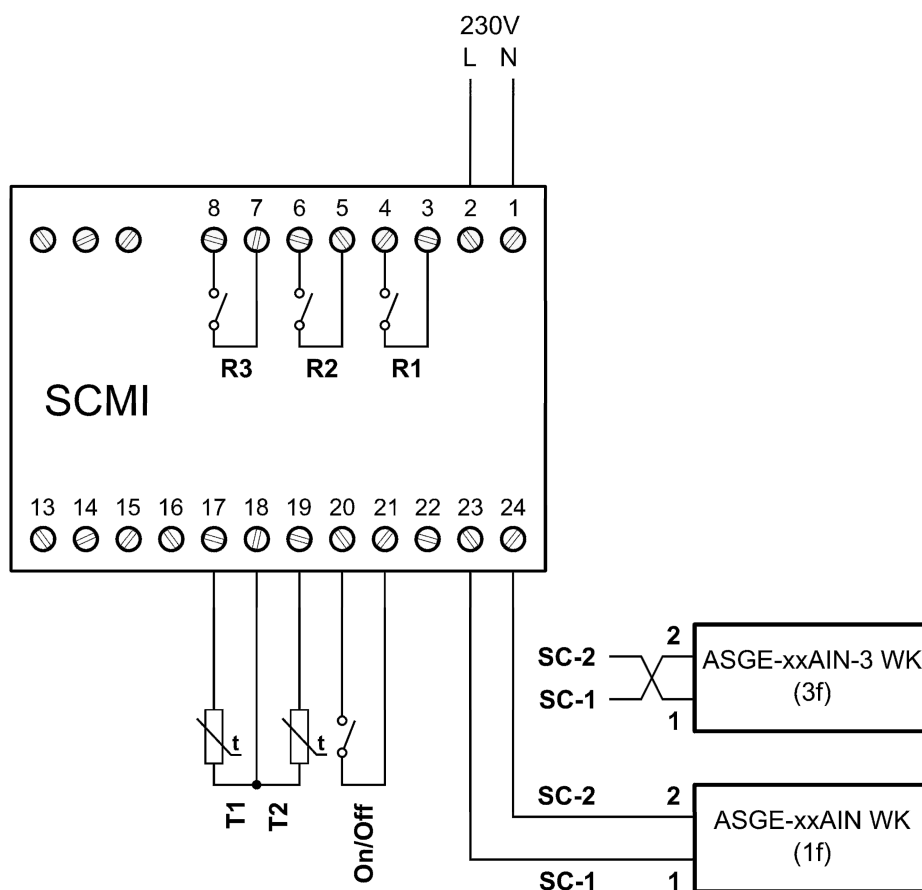 230V
L N
8 7 6 5 4 3 2 1
R3 R2 R1
SCMI
13 14 15 16 17 18 19 20 21 22 23 24
t t
T1 T2 On/Off
SC-2 2
ASGE-xxAIN-3 WK
(3f)
SC-1 1
SC-2 2
ASGE-xxAIN WK
(1f)
SC-1 1